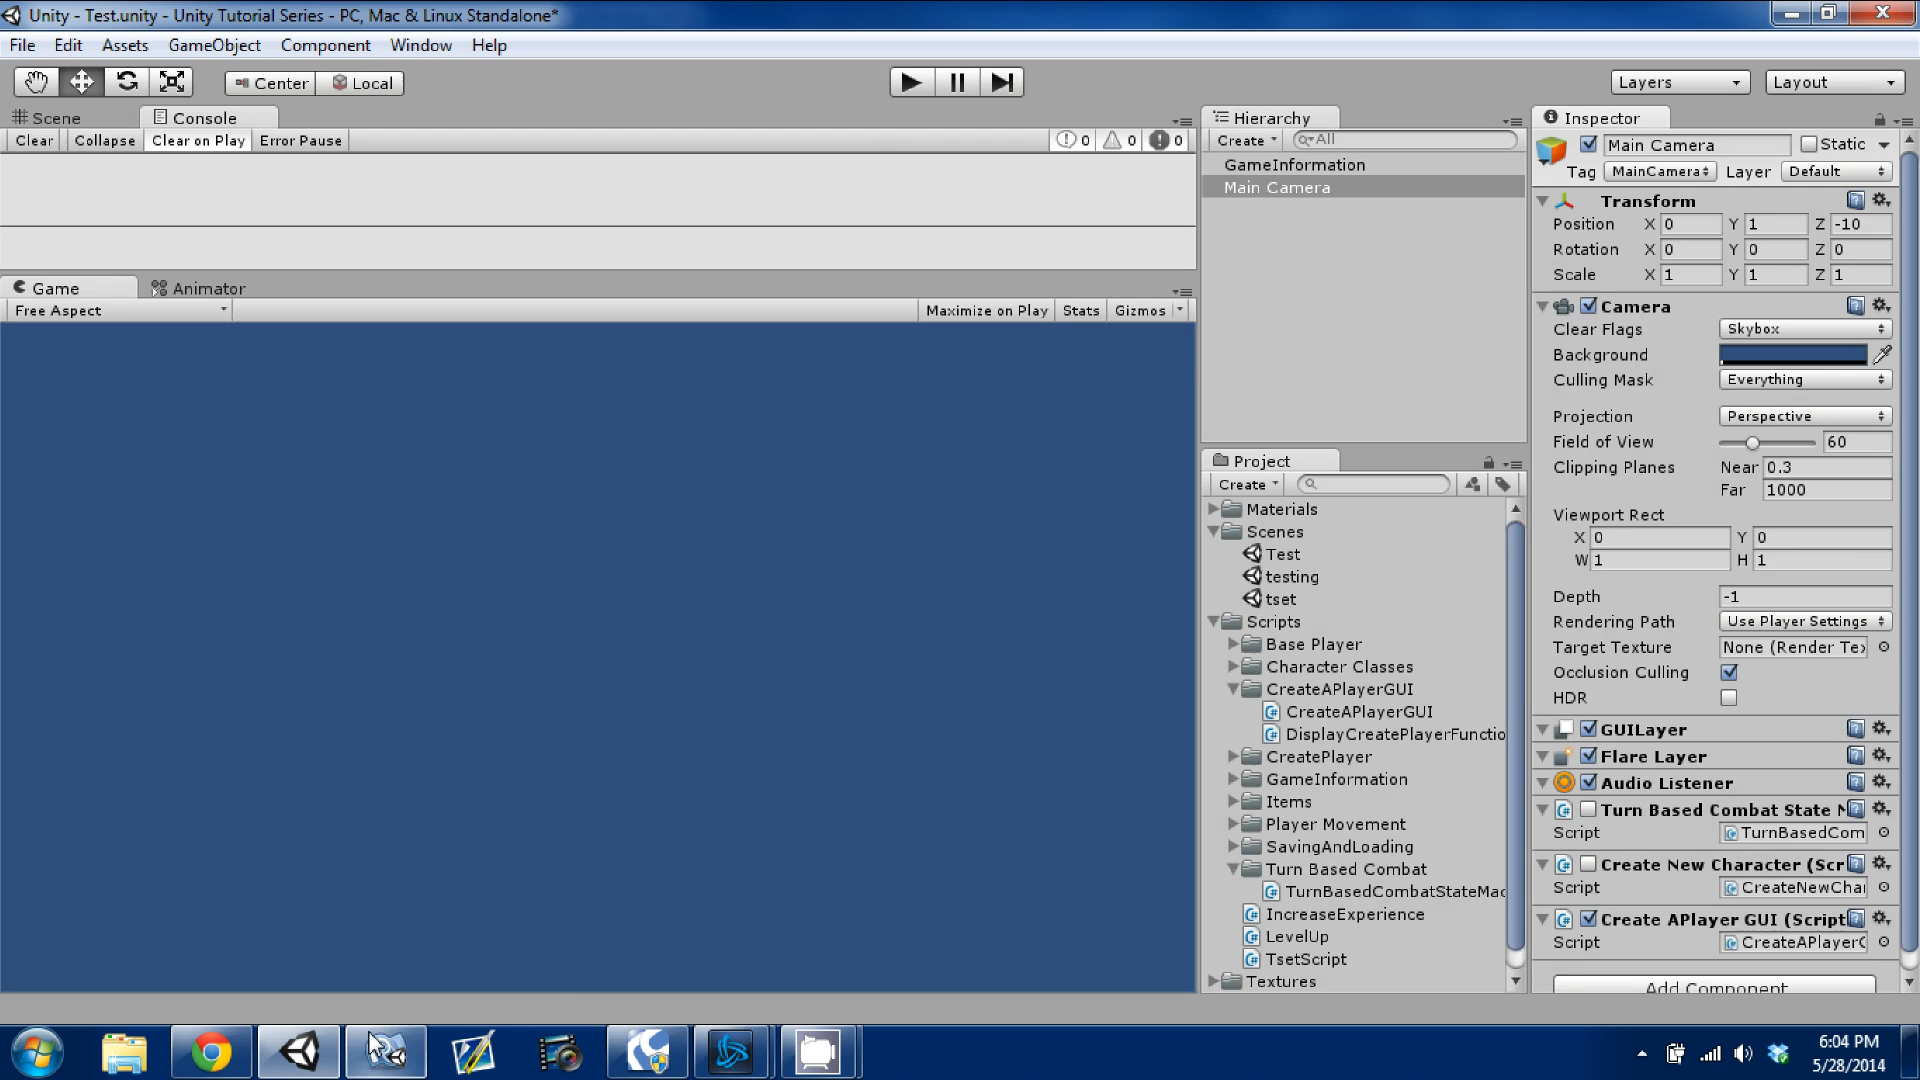 Unity - Test.unity - Unity Tutorial Series - PC, Mac & Linux Standalone*
File Edit Assets GameObject Component Window Help
Center Local Layers Layout
Scene Console
Clear Collapse Clear on Play Error Pause 0 0 0
Game Animator
Free Aspect Maximize on Play Stats Gizmos
Hierarchy
Create All
GameInformation
Main Camera
Project
Create
Materials
Scenes
Test
testing
tset
Scripts
Base Player
Character Classes
CreateAPlayerGUI
CreateAPlayerGUI
DisplayCreatePlayerFunctio
CreatePlayer
GameInformation
Items
Player Movement
SavingAndLoading
Turn Based Combat
TurnBasedCombatStateMac
IncreaseExperience
LevelUp
TsetScript
Textures
Inspector
Main Camera Static
Tag MainCamera Layer Default
Transform
Position X 0 Y 1 Z -10
Rotation X 0 Y 0 Z 0
Scale X 1 Y 1 Z 1
Camera
Clear Flags Skybox
Background
Culling Mask Everything
Projection Perspective
Field of View 60
Clipping Planes Near 0.3
Far 1000
Viewport Rect
X 0 Y 0
W 1 H 1
Depth -1
Rendering Path Use Player Settings
Target Texture None (Render Tex
Occlusion Culling
HDR
GUILayer
Flare Layer
Audio Listener
Turn Based Combat State M
Script TurnBasedCom
Create New Character (Scr
Script CreateNewChar
Create APlayer GUI (Script
Script CreateAPlayerG
Add Component
6:04 PM
5/28/2014